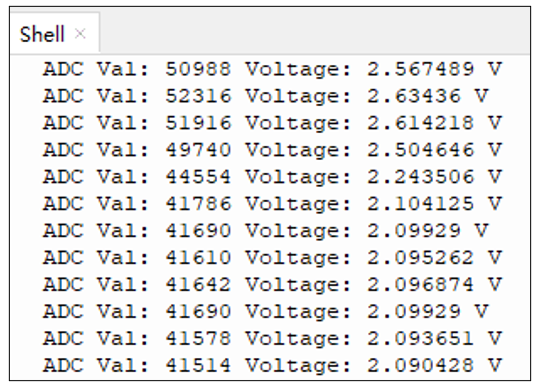 Shell ×
ADC Val: 50988 Voltage: 2.567489 V
ADC Val: 52316 Voltage: 2.63436 V
ADC Val: 51916 Voltage: 2.614218 V
ADC Val: 49740 Voltage: 2.504646 V
ADC Val: 44554 Voltage: 2.243506 V
ADC Val: 41786 Voltage: 2.104125 V
ADC Val: 41690 Voltage: 2.09929 V
ADC Val: 41610 Voltage: 2.095262 V
ADC Val: 41642 Voltage: 2.096874 V
ADC Val: 41690 Voltage: 2.09929 V
ADC Val: 41578 Voltage: 2.093651 V
ADC Val: 41514 Voltage: 2.090428 V